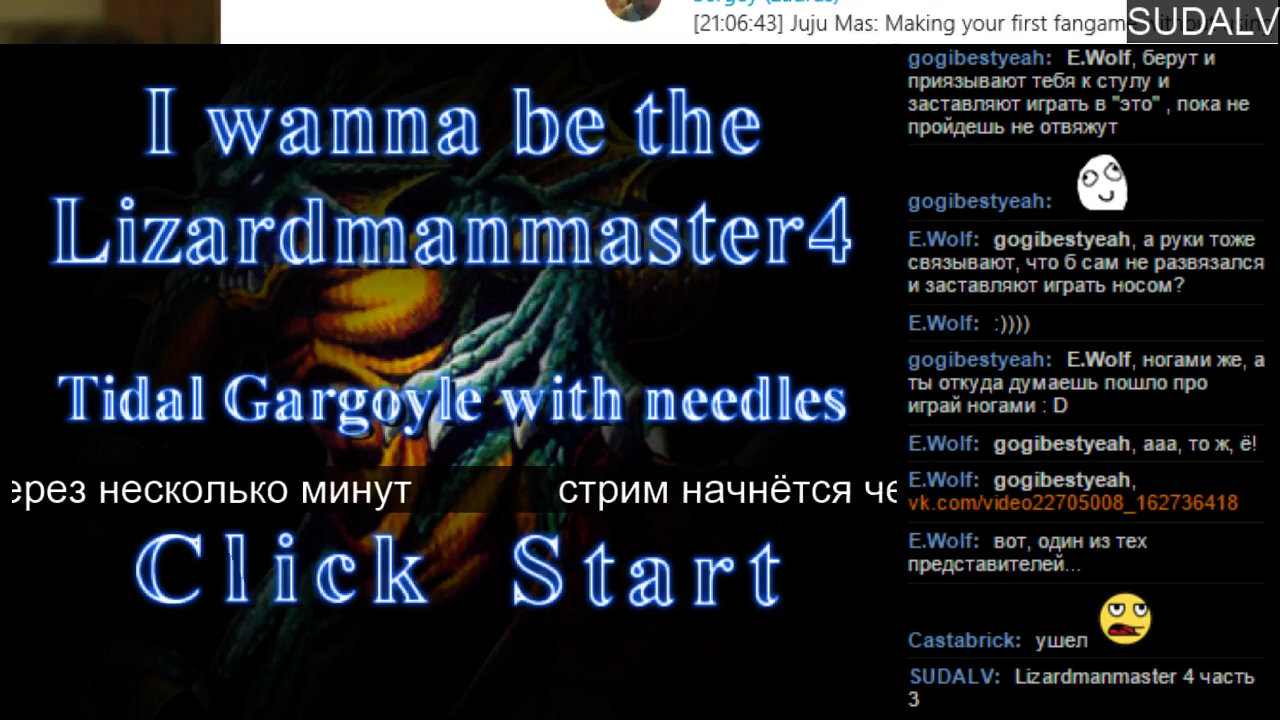 [21:06:43] Juju Mas: Making your first fangame
SUDALV
I wanna be the
Lizardmanmaster4
Tidal Gargoyle with needles
ерез несколько минут стрим начнётся че
Click Start
gogibestyeah: E.Wolf, берут и
приязывают тебя к стулу и
заставляют играть в "это" , пока не
пройдешь не отвяжут
gogibestyeah:
E.Wolf: gogibestyeah, а руки тоже
связывают, что б сам не развязался
и заставляют играть носом?
E.Wolf: :))))
gogibestyeah: E.Wolf, ногами же, а
ты откуда думаешь пошло про
играй ногами : D
E.Wolf: gogibestyeah, ааа, то ж, ё!
E.Wolf: gogibestyeah,
vk.com/video22705008_162736418
E.Wolf: вот, один из тех
представителей...
Castabrick: ушел
SUDALV: Lizardmanmaster 4 часть
3